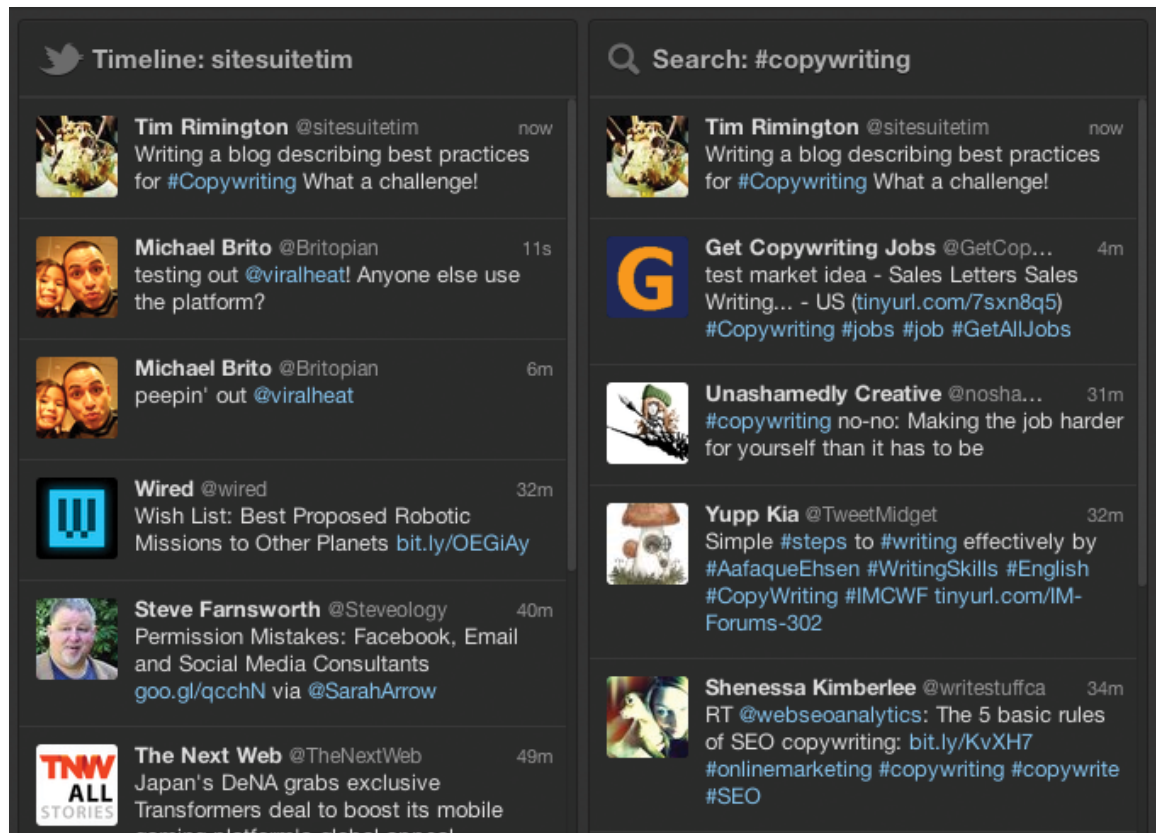 Timeline: sitesuitetim
Tim Rimington @sitesuitetim now
Writing a blog describing best practices
for #Copywriting What a challenge!
Michael Brito @Britopian 11s
testing out @viralheat! Anyone else use
the platform?
Michael Brito @Britopian 6m
peepin' out @viralheat
Wired @wired 32m
Wish List: Best Proposed Robotic
Missions to Other Planets bit.ly/OEGiAy
Steve Farnsworth @Steveology 40m
Permission Mistakes: Facebook, Email
and Social Media Consultants
goo.gl/qcchN via @SarahArrow
TNW
ALL
STORIES
The Next Web @TheNextWeb 49m
Japan's DeNA grabs exclusive
Transformers deal to boost its mobile
gaming platform's global appeal
Search: #copywriting
Tim Rimington @sitesuitetim now
Writing a blog describing best practices
for #Copywriting What a challenge!
G
Get Copywriting Jobs @GetCop... 4m
test market idea - Sales Letters Sales
Writing... - US (tinyurl.com/7sxn8q5)
#Copywriting #jobs #job #GetAllJobs
Unashamedly Creative @nosha... 31m
#copywriting no-no: Making the job harder
for yourself than it has to be
Yupp Kia @TweetMidget 32m
Simple #steps to #writing effectively by
#AafaqueEhsen #WritingSkills #English
#CopyWriting #IMCWF tinyurl.com/IM-
Forums-302
Shenessa Kimberlee @writestuffca 34m
RT @webseoanalytics: The 5 basic rules
of SEO copywriting: bit.ly/KvXH7
#onlinemarketing #copywriting #copywrite
#SEO